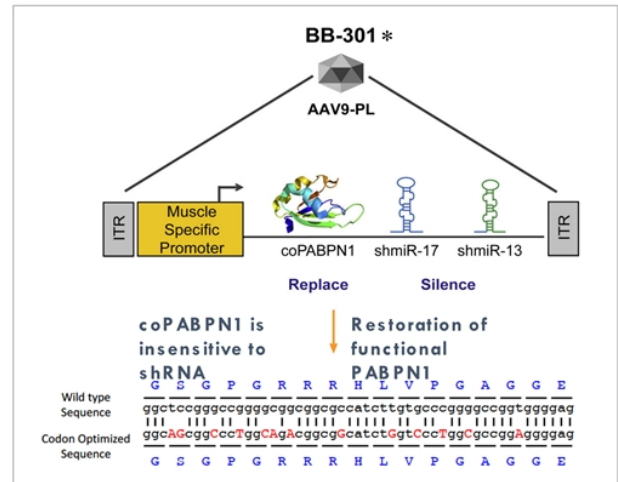 BB-301 *
AAV9-PL
ITR
Muscle
Specific
Promoter
coPABPN1
shmiR-17
shmiR-13
ITR
Replace
Silence
coPABPN1 is
insensitive to
shRNA
Restoration of
functional
PABPN1
G S G P G R R R H L V P G A G G E
Wild type
Sequence
ggctccgggccggggcggcggcgccatcttgtgcccggggccggtggggag
Codon Optimized
Sequence
ggcAGcggCccTggCAgAcggcgGcatctGgtCccTggCgccggAggggag
G S G P G R R R H L V P G A G G E